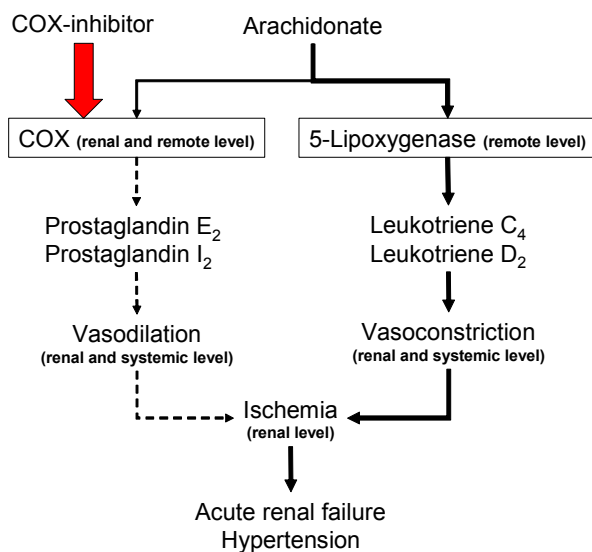 COX-inhibitor
Arachidonate
COX (renal and remote level)
5-Lipoxygenase (remote level)
Prostaglandin E₂
Prostaglandin I₂
Leukotriene C₄
Leukotriene D₂
Vasodilation
(renal and systemic level)
Vasoconstriction
(renal and systemic level)
Ischemia
(renal level)
Acute renal failure
Hypertension